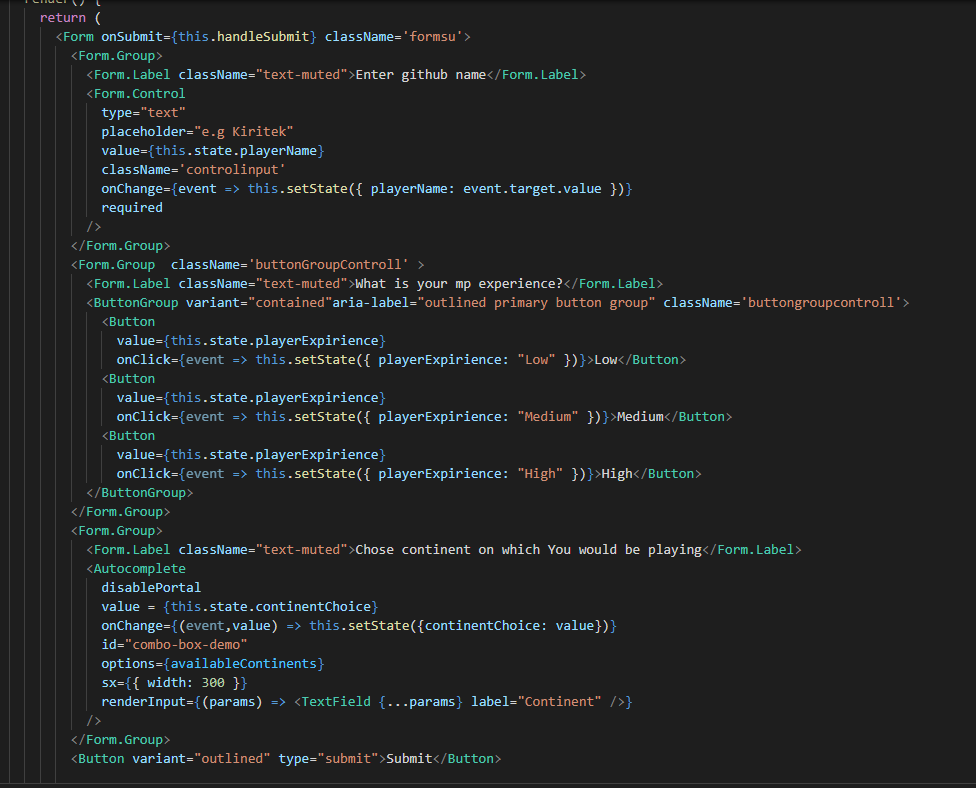 render() {
return (
<Form onSubmit={this.handleSubmit} className='formsu'>
<Form.Group>
<Form.Label className="text-muted">Enter github name</Form.Label>
<Form.Control
type="text"
placeholder="e.g Kiritek"
value={this.state.playerName}
className='controlinput'
onChange={event => this.setState({ playerName: event.target.value })}
required
/>
</Form.Group>
<Form.Group  className='buttonGroupControll' >
<Form.Label className="text-muted">What is your mp experience?</Form.Label>
<ButtonGroup variant="contained"aria-label="outlined primary button group" className='buttongroupcontroll'>
<Button
value={this.state.playerExpirience}
onClick={event => this.setState({ playerExpirience: "Low" })}>Low</Button>
<Button
value={this.state.playerExpirience}
onClick={event => this.setState({ playerExpirience: "Medium" })}>Medium</Button>
<Button
value={this.state.playerExpirience}
onClick={event => this.setState({ playerExpirience: "High" })}>High</Button>
</ButtonGroup>
</Form.Group>
<Form.Group>
<Form.Label className="text-muted">Chose continent on which You would be playing</Form.Label>
<Autocomplete
disablePortal
value = {this.state.continentChoice}
onChange={(event,value) => this.setState({continentChoice: value})}
id="combo-box-demo"
options={availableContinents}
sx={{ width: 300 }}
renderInput={(params) => <TextField {...params} label="Continent" />}
/>
</Form.Group>
<Button variant="outlined" type="submit">Submit</Button>